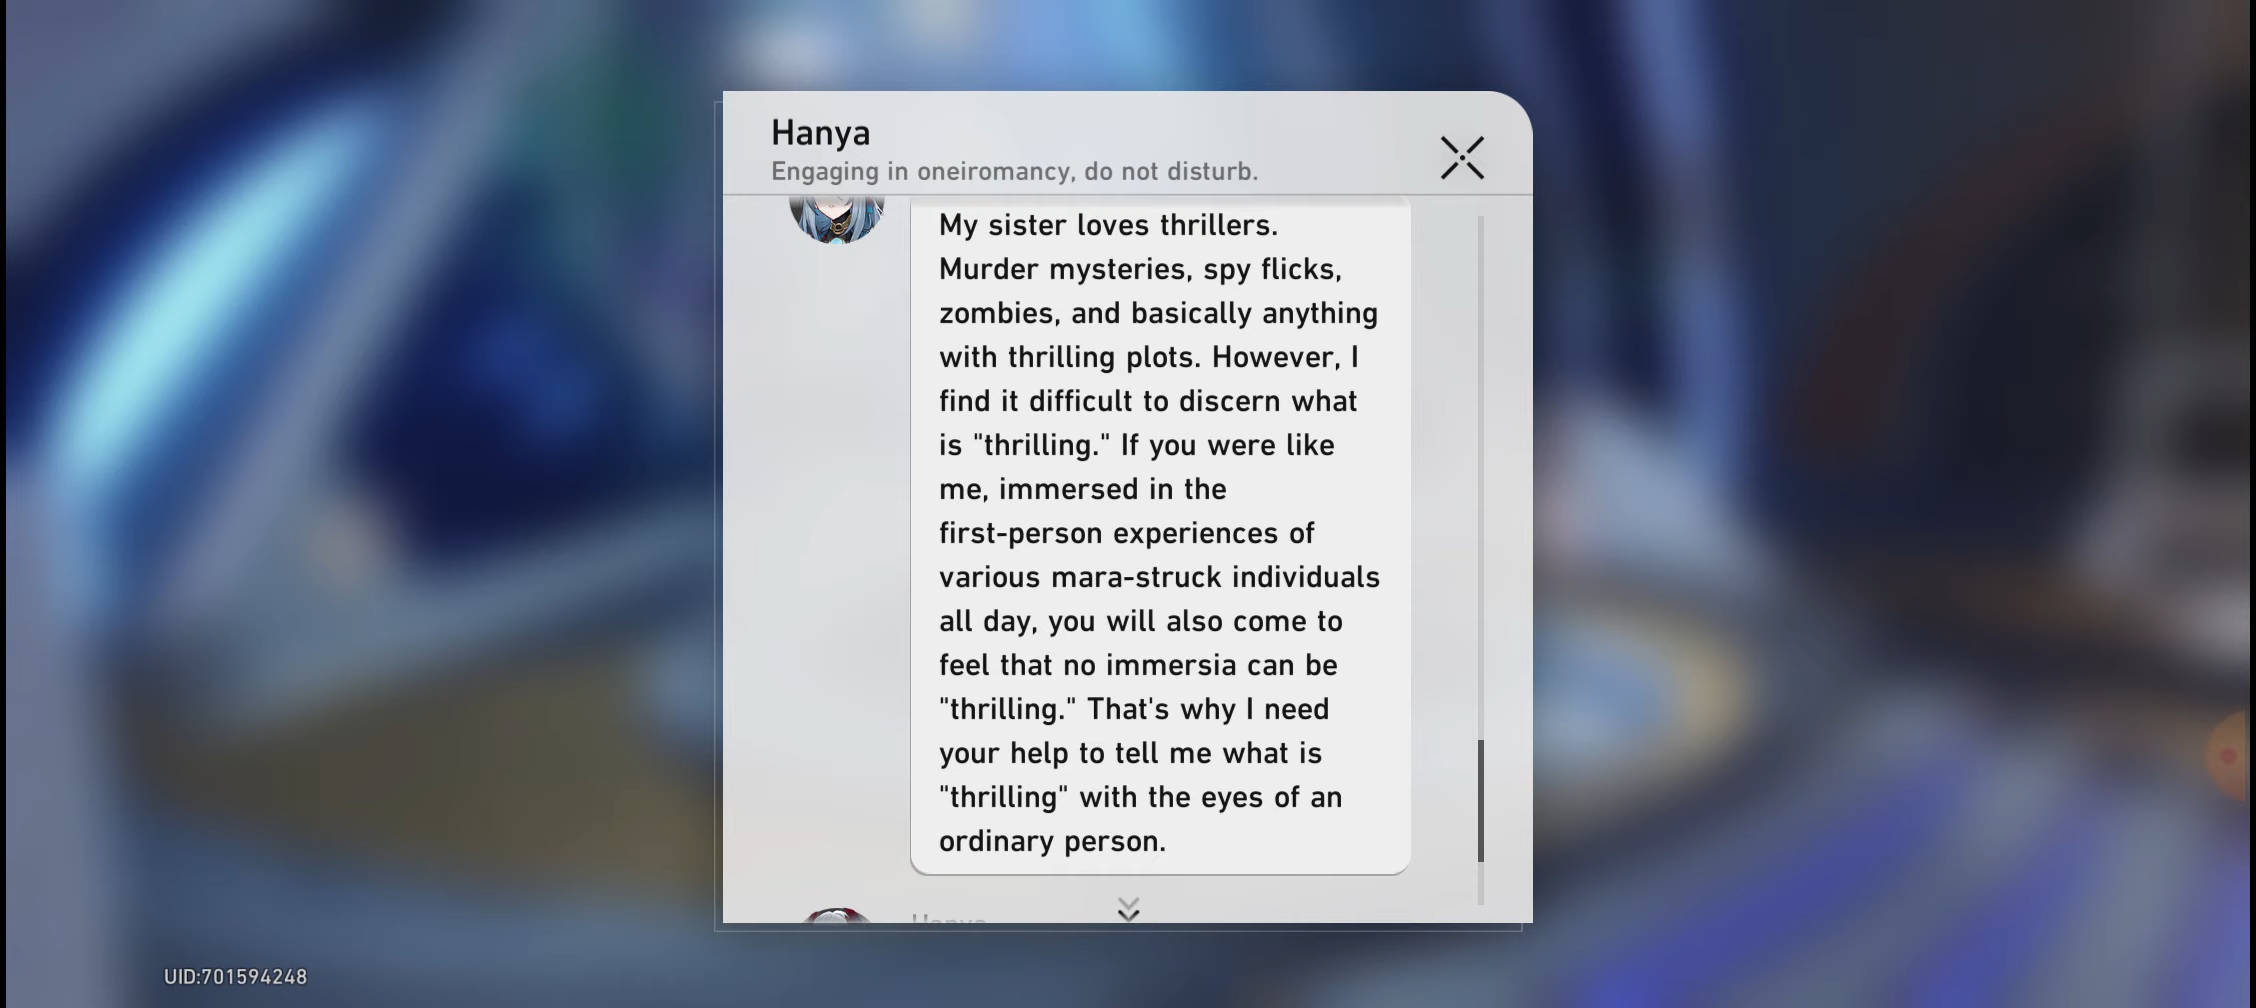 Hanya
Engaging in oneiromancy, do not disturb.
My sister loves thrillers.
Murder mysteries, spy flicks,
zombies, and basically anything
with thrilling plots. However, I
find it difficult to discern what
is "thrilling." If you were like
me, immersed in the
first-person experiences of
various mara-struck individuals
all day, you will also come to
feel that no immersia can be
"thrilling." That's why I need
your help to tell me what is
"thrilling" with the eyes of an
ordinary person.
Hanya
UID:701594248